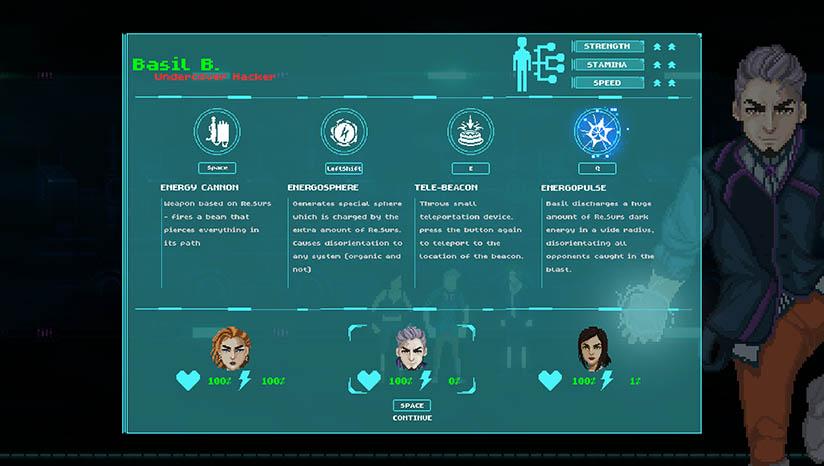 Basil B.
Undercover Hacker
STRENGTH
STAMINA
SPEED
Space
LeftShift
E
Q
ENERGY CANNON
Weapon based on Re.Surs
- fires a beam that
pierces everything in
its path
ENERGOSPHERE
Generates special sphere
which is charged by the
extra amount of Re.Surs.
Causes disorientation to
any system (organic and
not)
TELE-BEACON
Throws small
teleportation device,
press the button again
to teleport to the
location of the beacon.
ENERGOPULSE
Basil discharges a huge
amount of Re.Surs dark
energy in a wide radius,
disorientating all
opponents caught in the
blast.
100% 100%
100% 0%
100% 1%
SPACE
CONTINUE